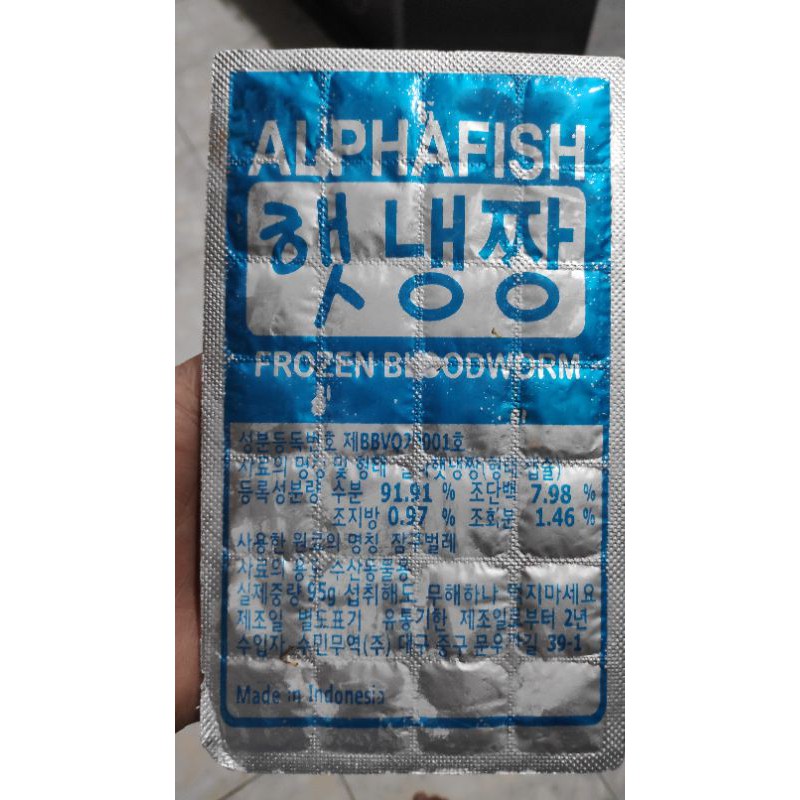 ALPHAFISH
햇냉짱
FROZEN BLOODWORM
성분등록번호 제BBVO
사료의 명칭 및 형태
등록성분량 수분 91.91 % 조단백 7.98 %
조지방 0.97 % 조회분 1.46 %
사용한 원료의 명칭 장구벌레
사료의 용도 수산동물용
실제중량 95g 섭취해도 무해하나 먹지마세요
제조일 별도표기 유통기한 제조일로부터 2년
수입자 수민무역(주) 대구 중구 39-1
Made in Indonesia